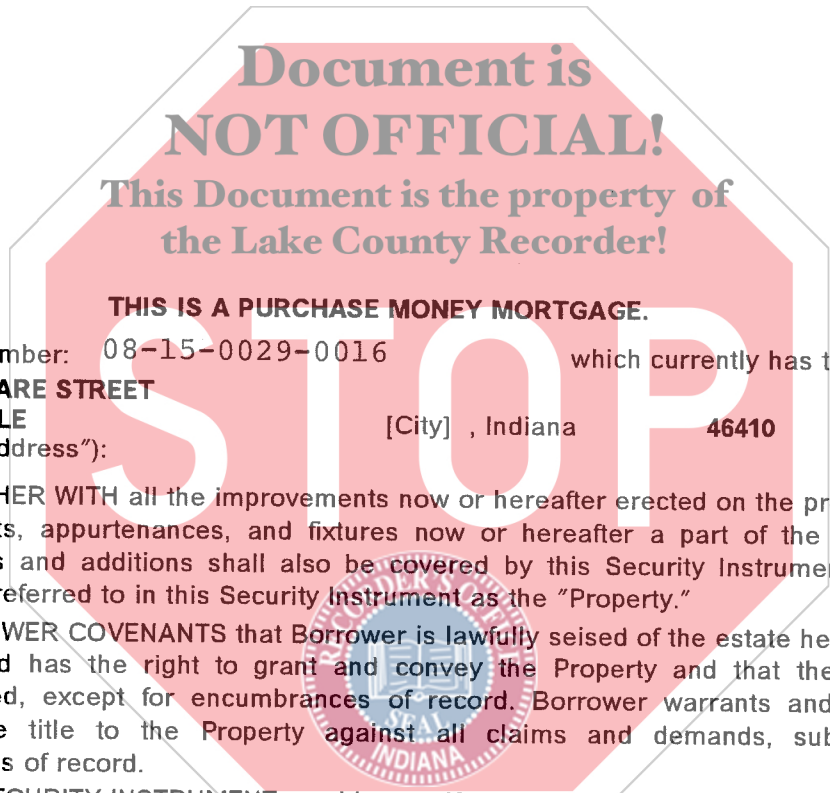 Document is
NOT OFFICIAL!
This Document is the property of
the Lake County Recorder!
THIS IS A PURCHASE MONEY MORTGAGE.
mber: 08-15-0029-0016 which currently has t
ARE STREET
LE [City] , Indiana 46410
ddress"):
HER WITH all the improvements now or hereafter erected on the pr
s, appurtenances, and fixtures now or hereafter a part of the
s and additions shall also be covered by this Security Instrume
eferred to in this Security Instrument as the "Property."
WER COVENANTS that Borrower is lawfully seised of the estate he
d has the right to grant and convey the Property and that the
ed, except for encumbrances of record. Borrower warrants and
e title to the Property against all claims and demands, sub
s of record.
STOP
RECORDER'S OFFICE
SEAL
INDIANA